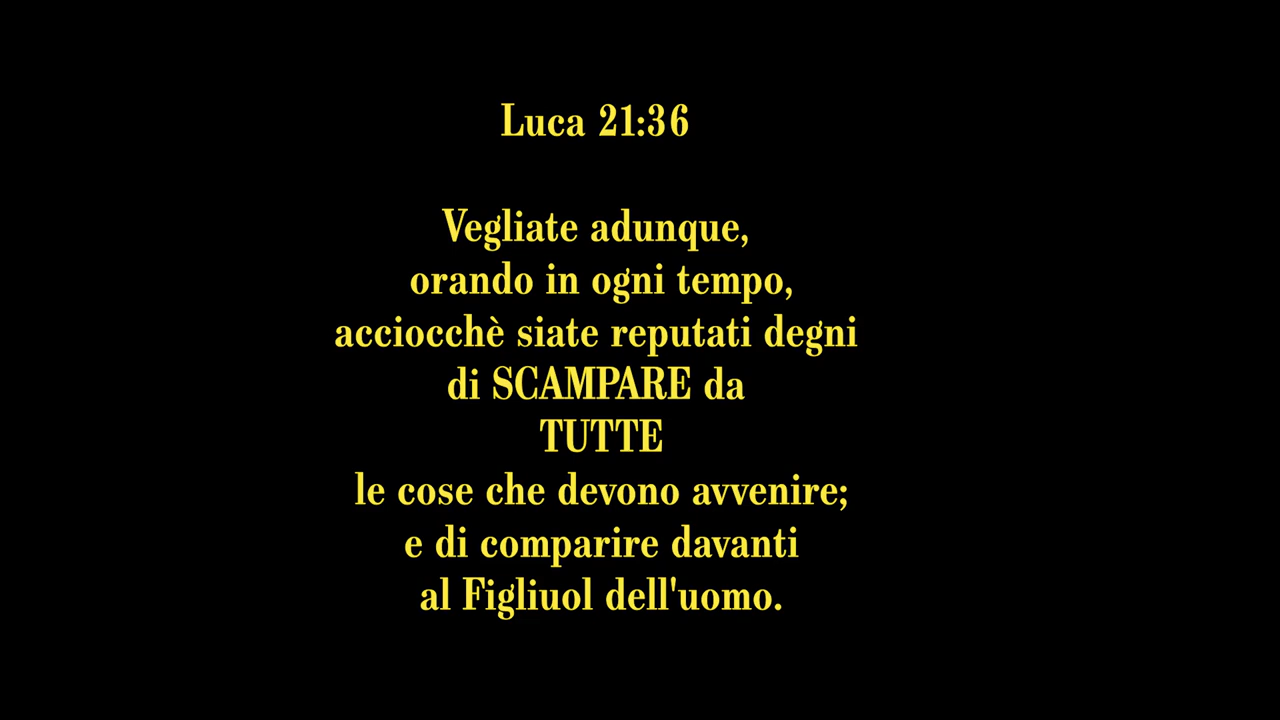 Luca 21:36
Vegliate adunque,
orando in ogni tempo,
acciocchè siate reputati degni
di SCAMPARE da
TUTTE
le cose che devono avvenire;
e di comparire davanti
al Figliuol dell'uomo.